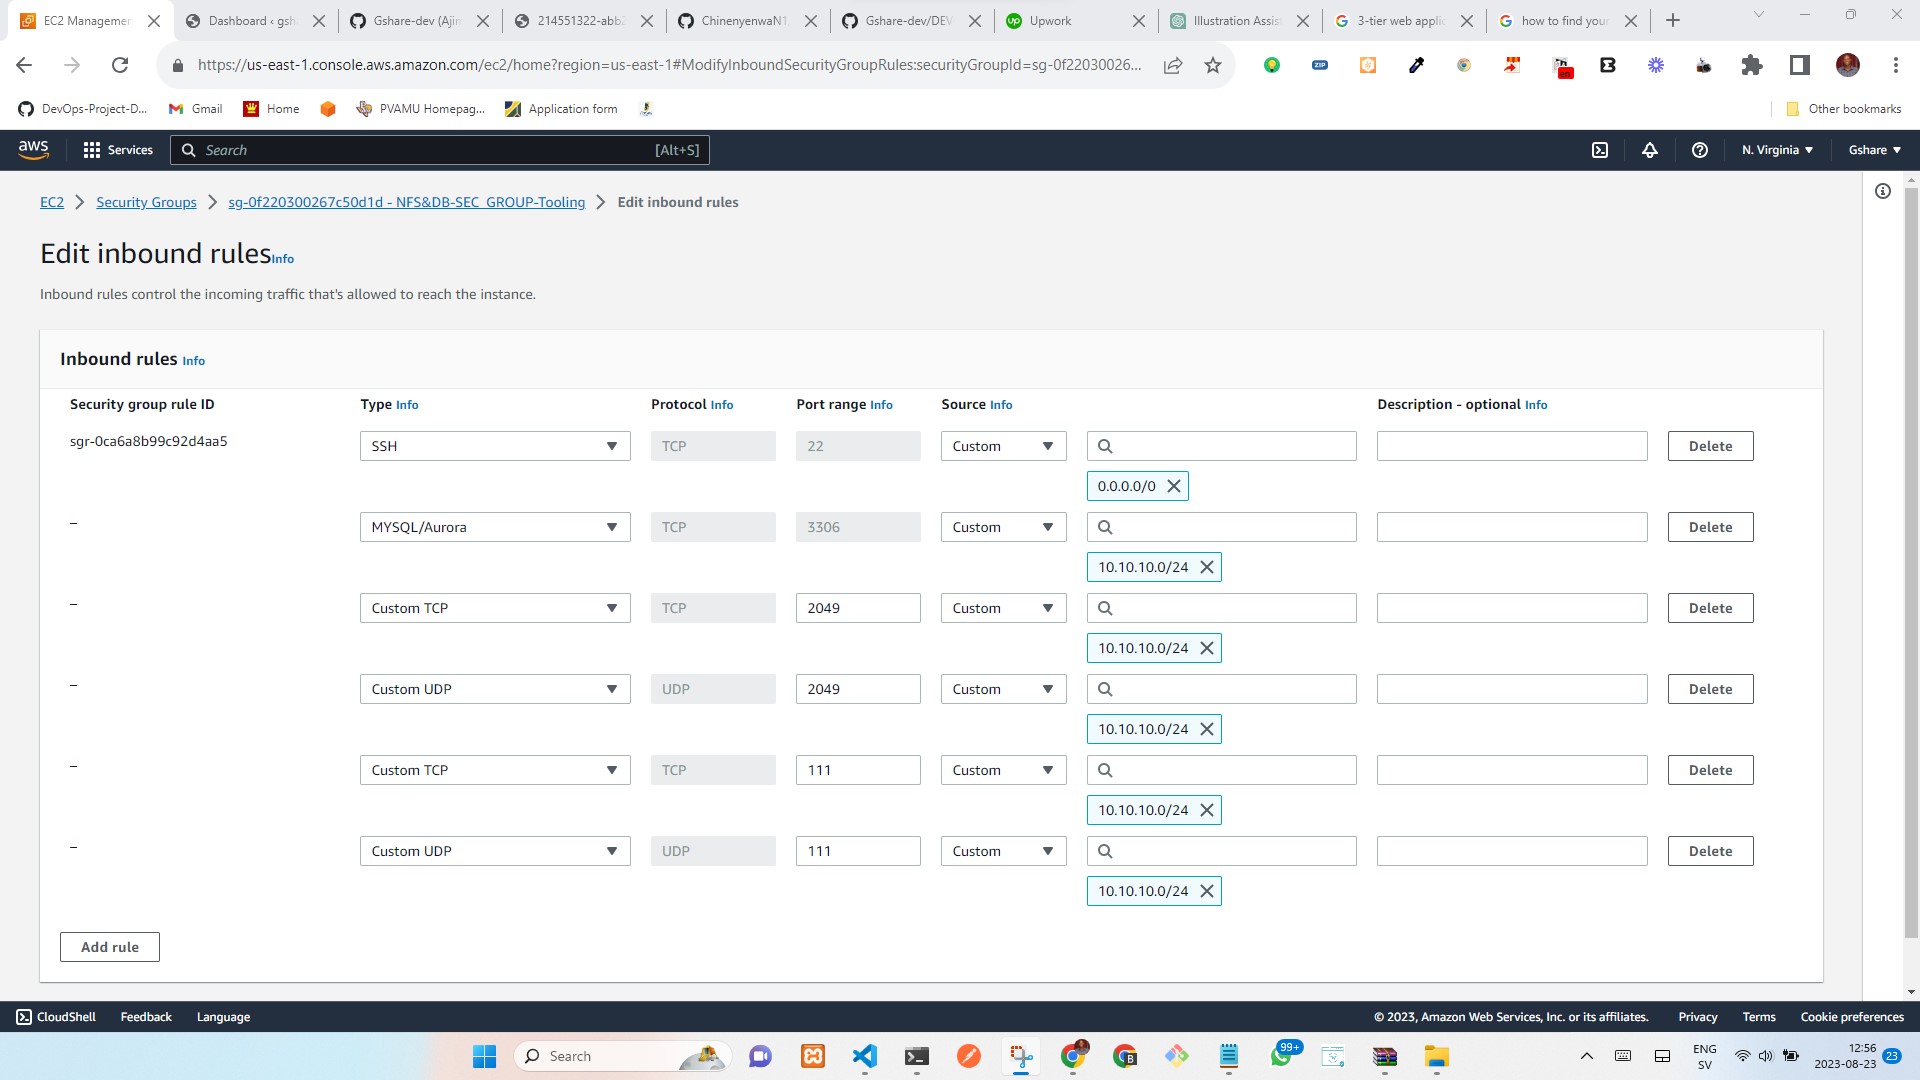 EC2 Managemen
Dashboard ‹ gsh
Gshare-dev (Ajin
214551322-abb2
ChinenyenwaN1
Gshare-dev/DEV
up Upwork
Illustration Assis
3-tier web applic
how to find your
https://us-east-1.console.aws.amazon.com/ec2/home?region=us-east-1#ModifyInboundSecurityGroupRules:securityGroupId=sg-0f22030026...
ZIP
en
DevOps-Project-D...
Gmail
Home
PVAMU Homepag...
Application form
Other bookmarks
aws
Services
Search
[Alt+S]
N. Virginia
Gshare
EC2
Security Groups
sg-0f220300267c50d1d - NFS&DB-SEC_GROUP-Tooling
Edit inbound rules
Edit inbound rules Info
Inbound rules control the incoming traffic that's allowed to reach the instance.
Inbound rules Info
Security group rule ID Type Info Protocol Info Port range Info Source Info Description - optional Info
sgr-0ca6a8b99c92d4aa5 SSH TCP 22 Custom Delete
0.0.0.0/0
– MYSQL/Aurora TCP 3306 Custom Delete
10.10.10.0/24
– Custom TCP TCP 2049 Custom Delete
10.10.10.0/24
– Custom UDP UDP 2049 Custom Delete
10.10.10.0/24
– Custom TCP TCP 111 Custom Delete
10.10.10.0/24
– Custom UDP UDP 111 Custom Delete
10.10.10.0/24
Add rule
CloudShell Feedback Language © 2023, Amazon Web Services, Inc. or its affiliates. Privacy Terms Cookie preferences
Search
99+
ENG
SV
12:56
2023-08-23
23